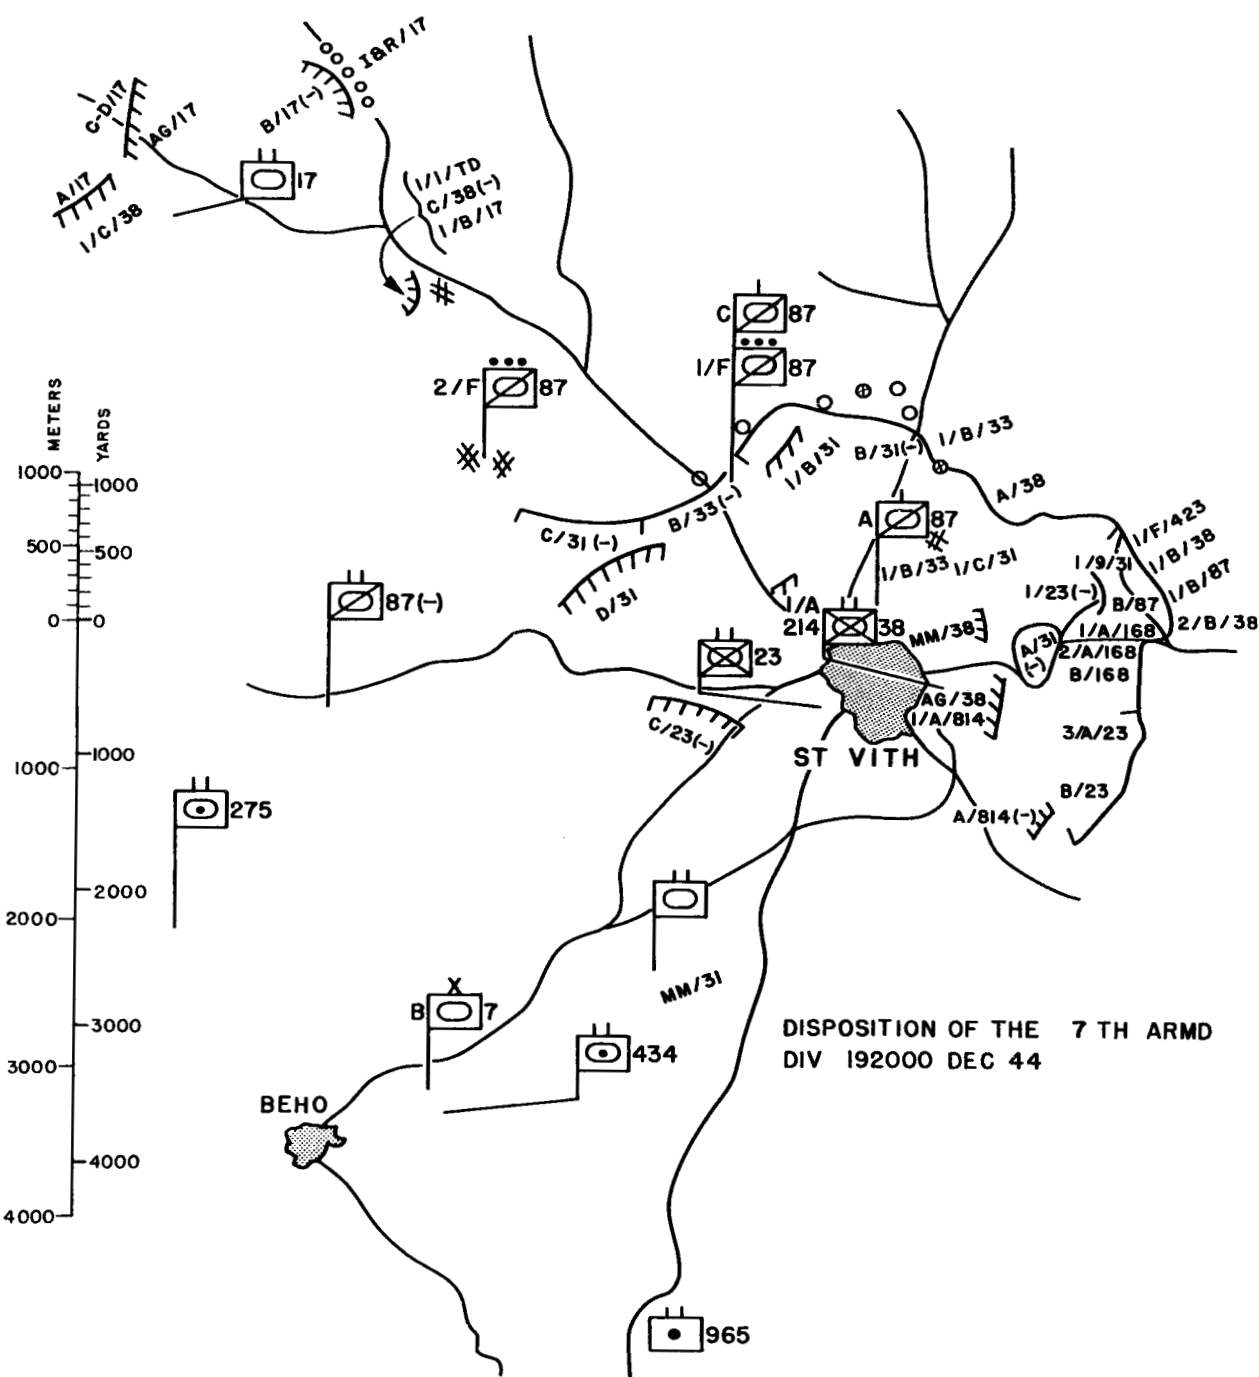 I&R/17
C-D/17
AG/17
B/17(-)
A/17
17
1/C/38
1/1/TD
C/38(-)
1/B/17
C 87
1/F 87
2/F 87
METERS
YARDS
1000 1000
500 500
0 0
1000 1000
2000
2000
3000
3000
4000
4000
1/B/31
B/31(-)
1/B/33
A/38
C/31(-)
B/33(-)
A 87
D/31
1/B/33
1/C/31
1/F/423
1/B/38
1/B/87
1/9/31
1/23(-)
B/87
2/B/38
1/A/168
2/A/168
B/168
87(-)
1/A
214 38
MM/38
A/31
(-)
23
AG/38
1/A/814
C/23(-)
3/A/23
ST VITH
B/23
A/814(-)
275
MM/31
B 7
434
DISPOSITION OF THE 7 TH ARMD
DIV 192000 DEC 44
BEHO
965